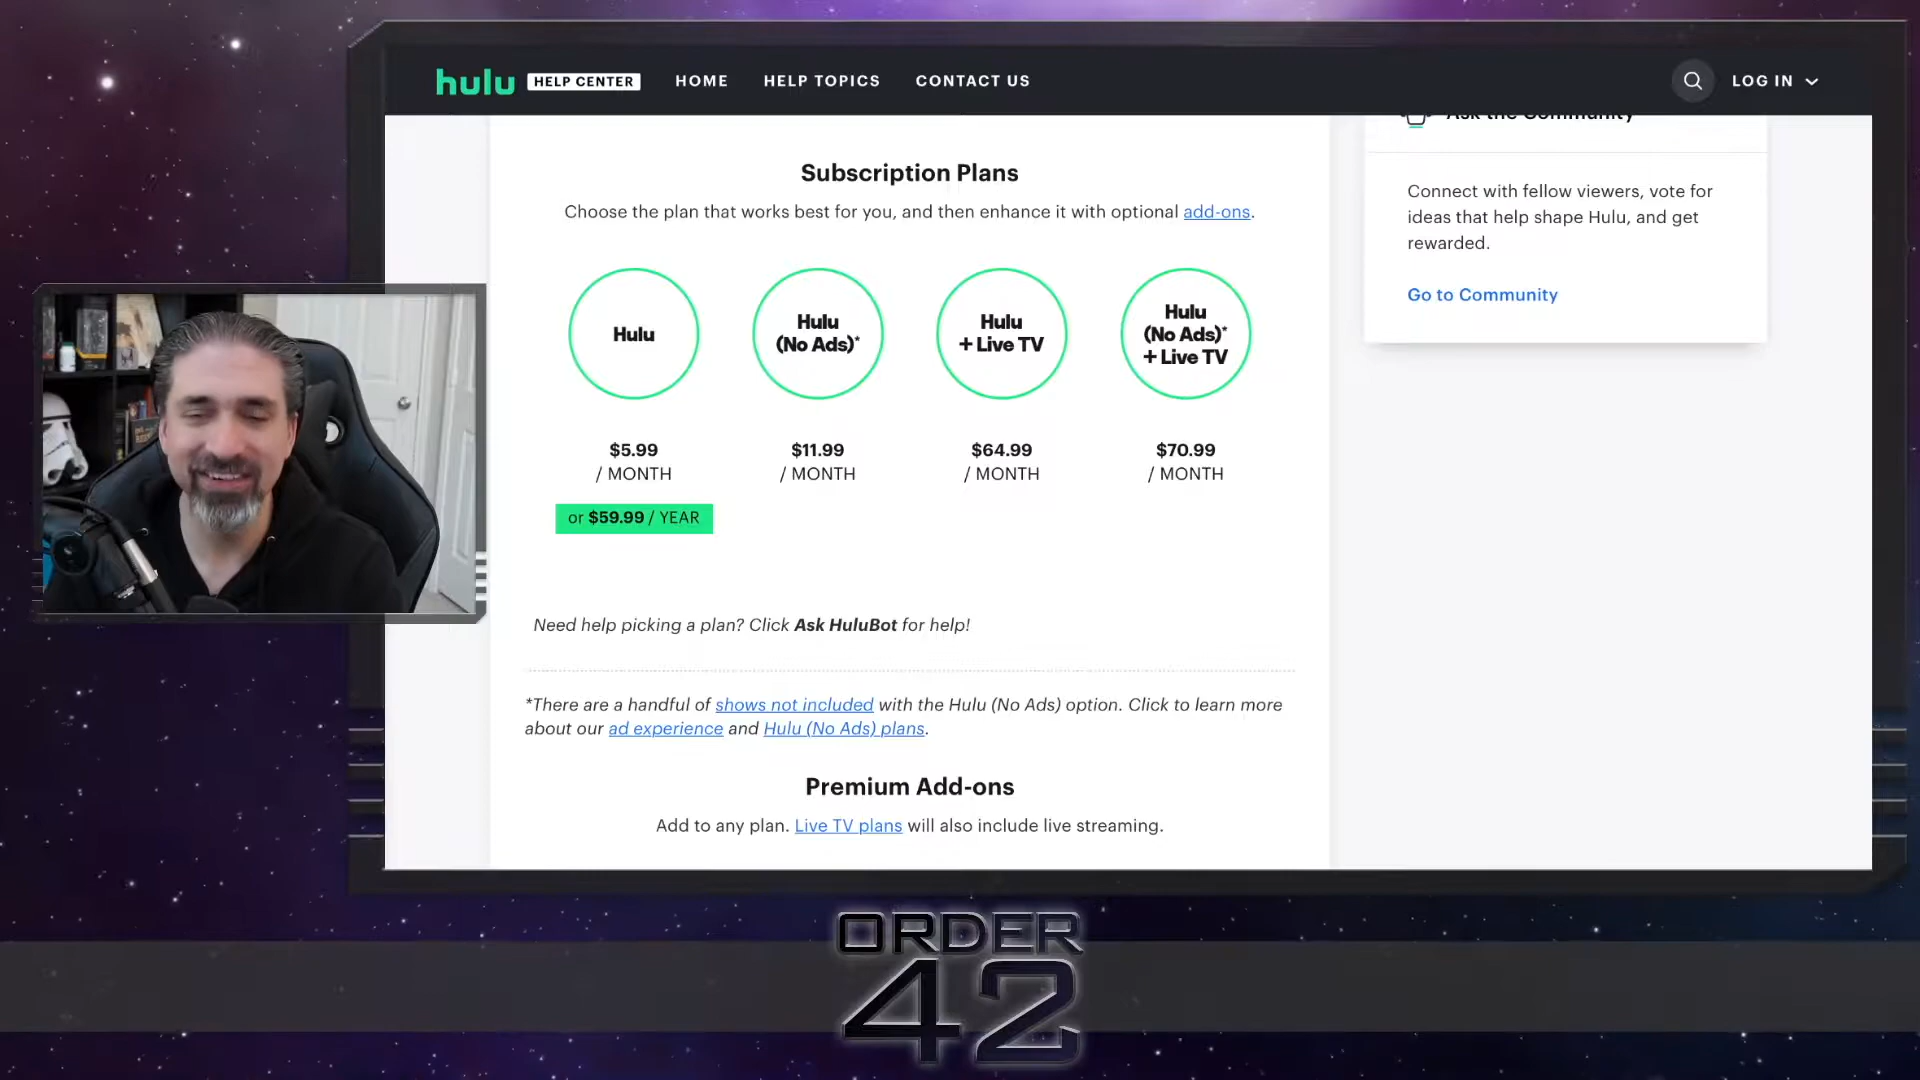 hulu HELP CENTER HOME HELP TOPICS CONTACT US LOG IN
Ask the Community
Subscription Plans
Choose the plan that works best for you, and then enhance it with optional add-ons.
Hulu
Hulu
(No Ads)*
Hulu
+ Live TV
Hulu
(No Ads)*
+ Live TV
$5.99
/ MONTH
$11.99
/ MONTH
$64.99
/ MONTH
$70.99
/ MONTH
or $59.99 / YEAR
Need help picking a plan? Click Ask HuluBot for help!
*There are a handful of shows not included with the Hulu (No Ads) option. Click to learn more
about our ad experience and Hulu (No Ads) plans.
Premium Add-ons
Add to any plan. Live TV plans will also include live streaming.
Connect with fellow viewers, vote for
ideas that help shape Hulu, and get
rewarded.
Go to Community
ORDER
42